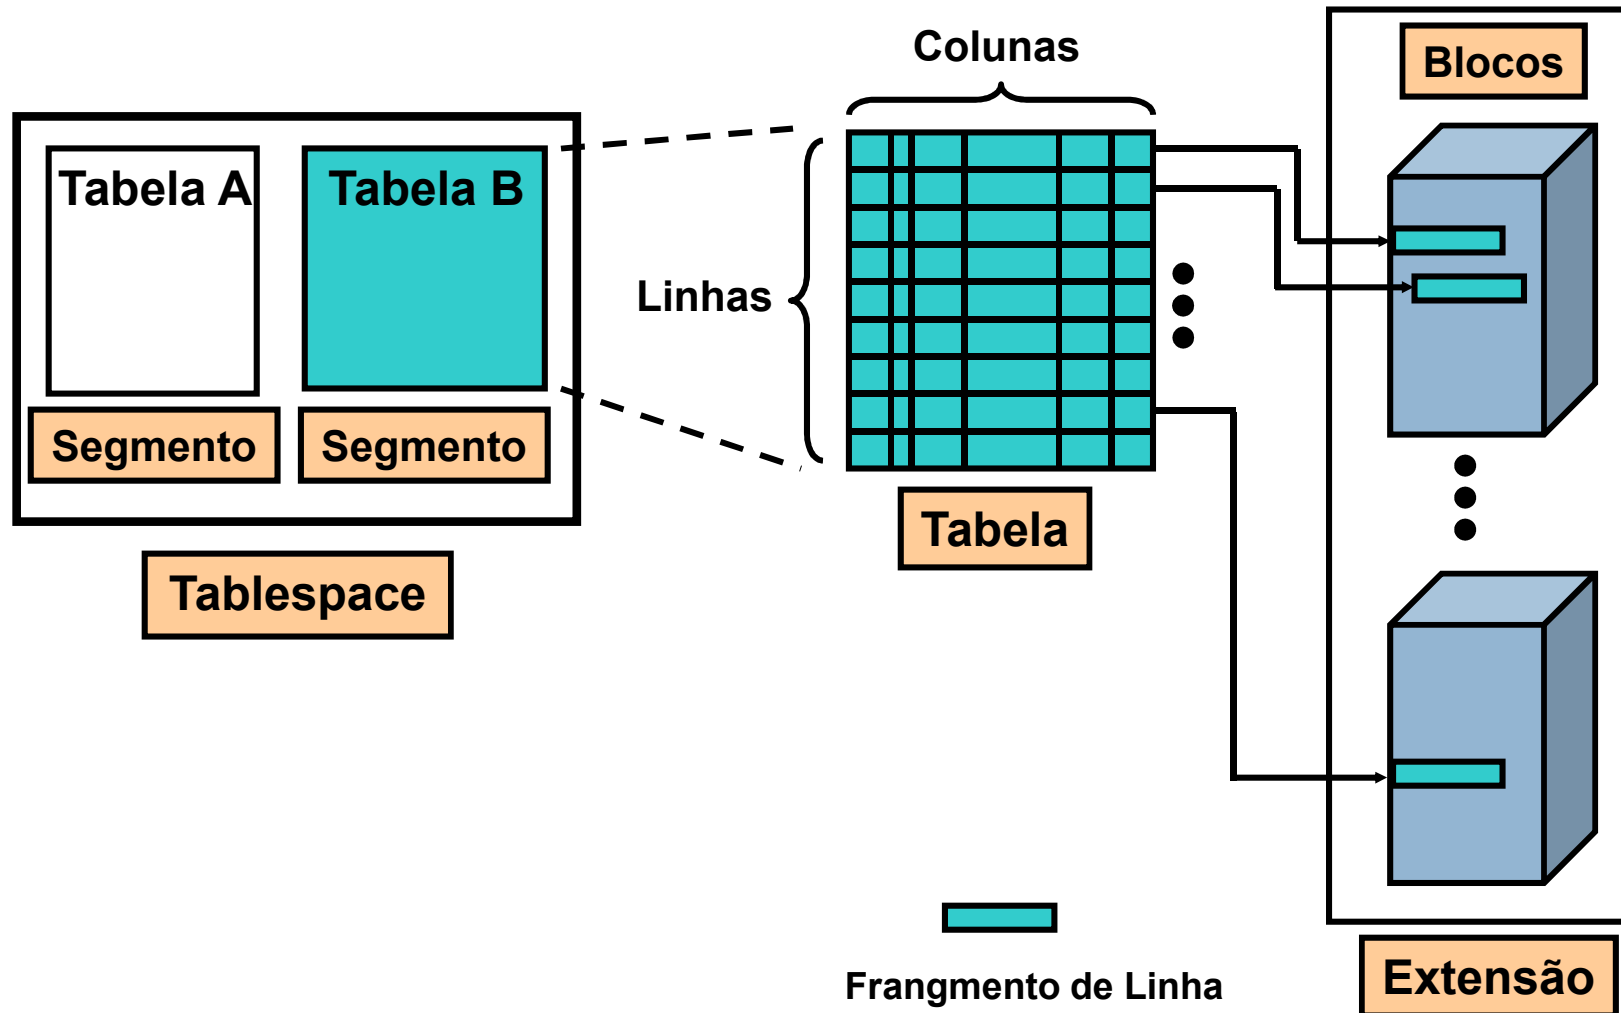 Colunas
Blocos
Tabela A
Tabela B
Linhas
Segmento
Segmento
Tabela
Tablespace
Frangmento de Linha
Extensão